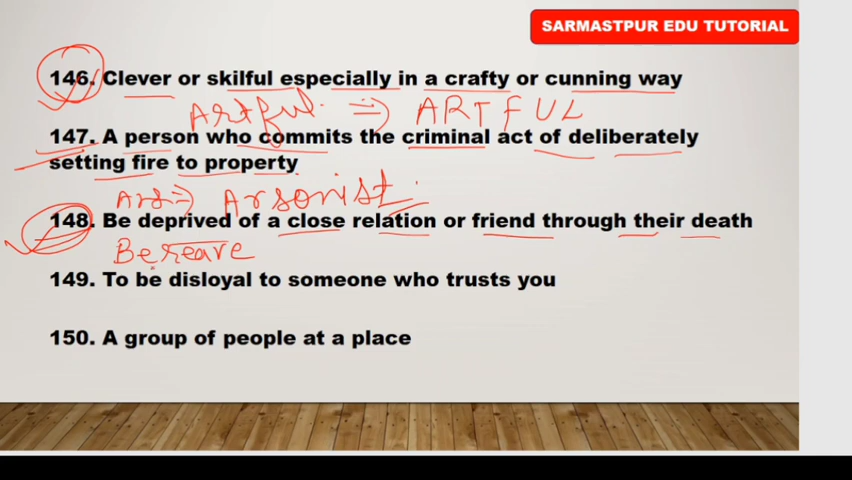 SARMASTPUR EDU TUTORIAL
146. Clever or skilful especially in a crafty or cunning way
Artful. => ARTFUL
147. A person who commits the criminal act of deliberately
setting fire to property
Ars => Arsonist.
148. Be deprived of a close relation or friend through their death
Bereave
149. To be disloyal to someone who trusts you
150. A group of people at a place